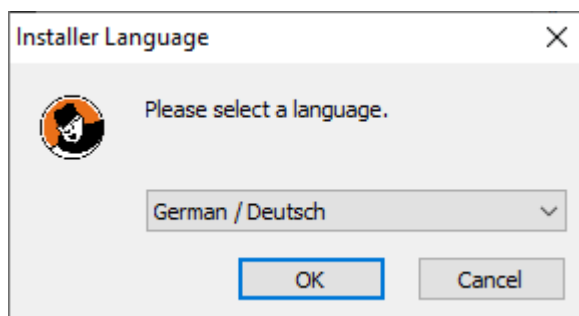 Installer Language
Please select a language.
German / Deutsch
OK Cancel